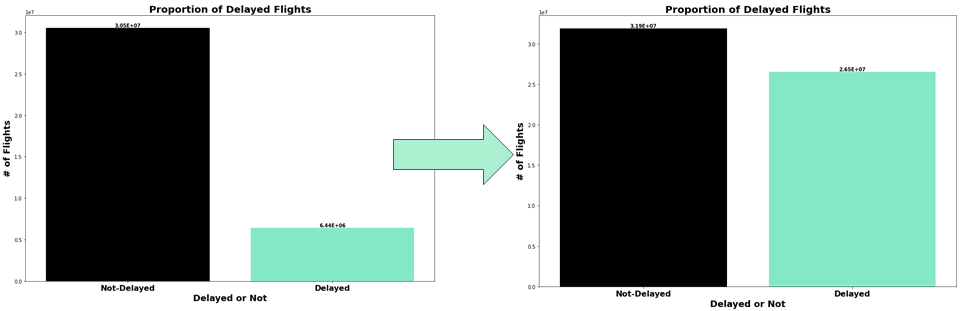 Proportion of Delayed Flights
1e7
3.05E+07
3.0
2.5
2.0
1.5
1.0
0.5
0.0
6.44E+06
# of Flights
Not-Delayed
Delayed
Delayed or Not
Proportion of Delayed Flights
1e7
3.19E+07
3.0
2.65E+07
2.5
2.0
1.5
1.0
0.5
0.0
# of Flights
Not-Delayed
Delayed
Delayed or Not